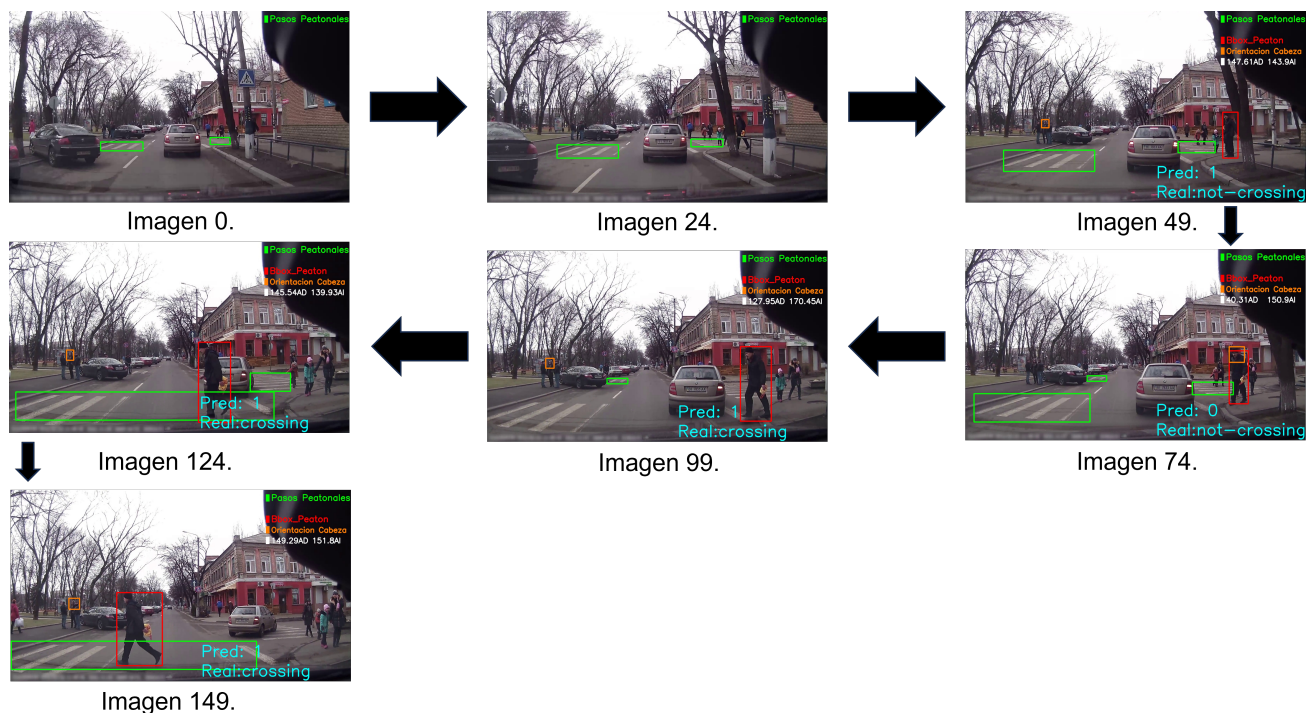 Pasos Peatonales
Imagen 0.
Pasos Peatonales
Imagen 24.
Pasos Peatonales
Bbox_Peaton
Orientacion Cabeza
147.61AD 143.9AI
Pred: 1
Real:not-crossing
Imagen 49.
Pasos Peatonales
Bbox_Peaton
Orientacion Cabeza
40.31AD 150.9AI
Pred: 0
Real:not-crossing
Imagen 74.
Pasos Peatonales
Bbox_Peaton
Orientacion Cabeza
127.95AD 170.45AI
Pred: 1
Real:crossing
Imagen 99.
Pasos Peatonales
Bbox_Peaton
Orientacion Cabeza
145.54AD 139.93AI
Pred: 1
Real:crossing
Imagen 124.
Pasos Peatonales
Bbox_Peaton
Orientacion Cabeza
149.29AD 151.8AI
Pred: 1
Real:crossing
Imagen 149.